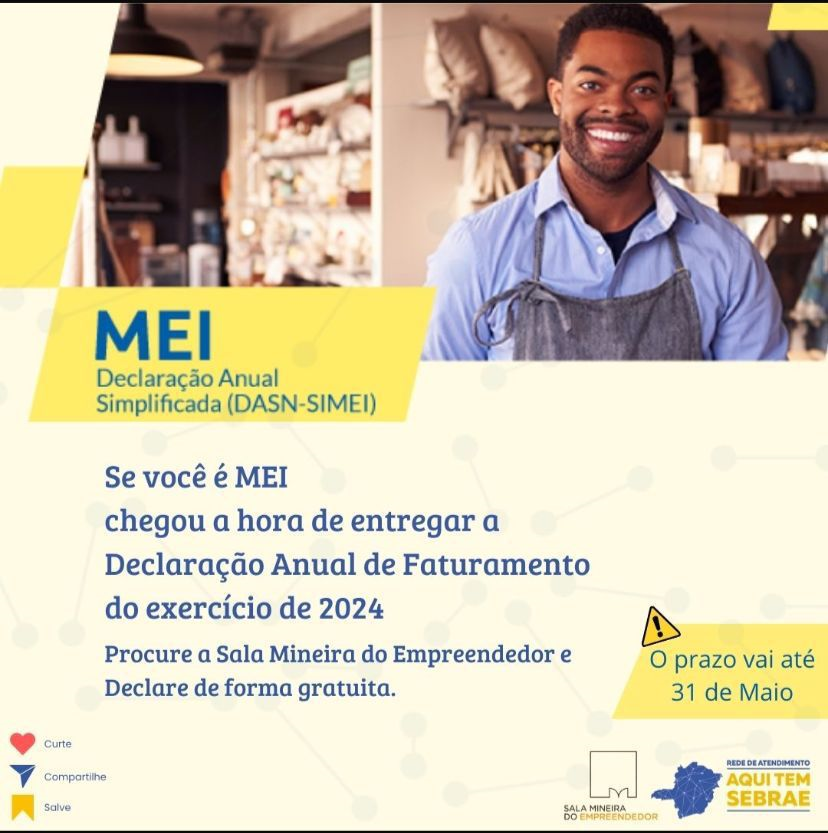 MEI
Declaração Anual
Simplificada (DASN-SIMEI)
Se você é MEI
chegou a hora de entregar a
Declaração Anual de Faturamento
do exercício de 2024
Procure a Sala Mineira do Empreendedor e
Declare de forma gratuita.
O prazo vai até
31 de Maio
Curte
Compartilhe
Salve
SALA MINEIRA
DO EMPREENDEDOR
REDE DE ATENDIMENTO
AQUI TEM
SEBRAE